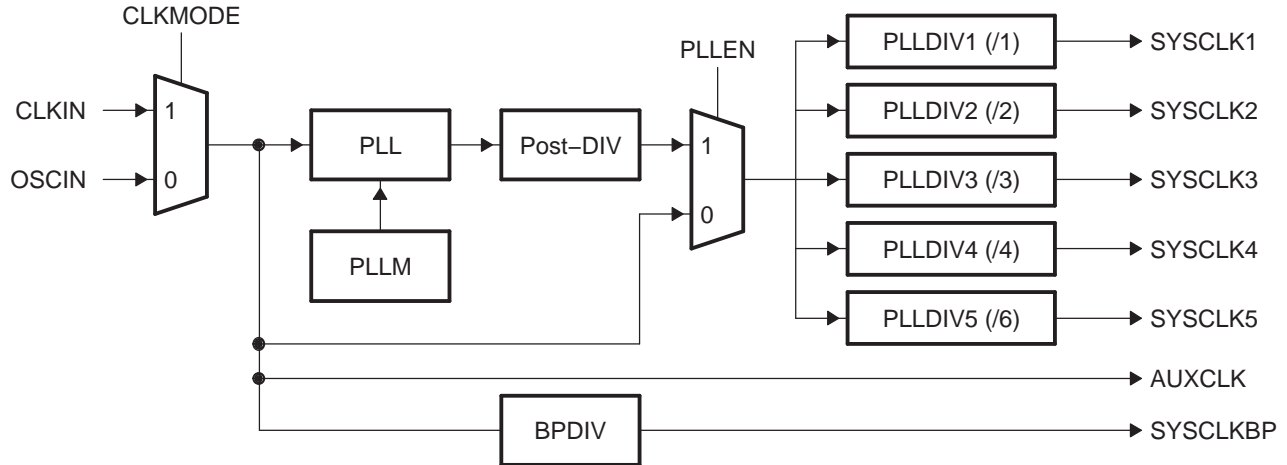 CLKMODE
CLKIN
OSCIN
1
0
PLL
PLLM
Post–DIV
PLLEN
1
0
PLLDIV1 (/1)
SYSCLK1
PLLDIV2 (/2)
SYSCLK2
PLLDIV3 (/3)
SYSCLK3
PLLDIV4 (/4)
SYSCLK4
PLLDIV5 (/6)
SYSCLK5
AUXCLK
BPDIV
SYSCLKBP